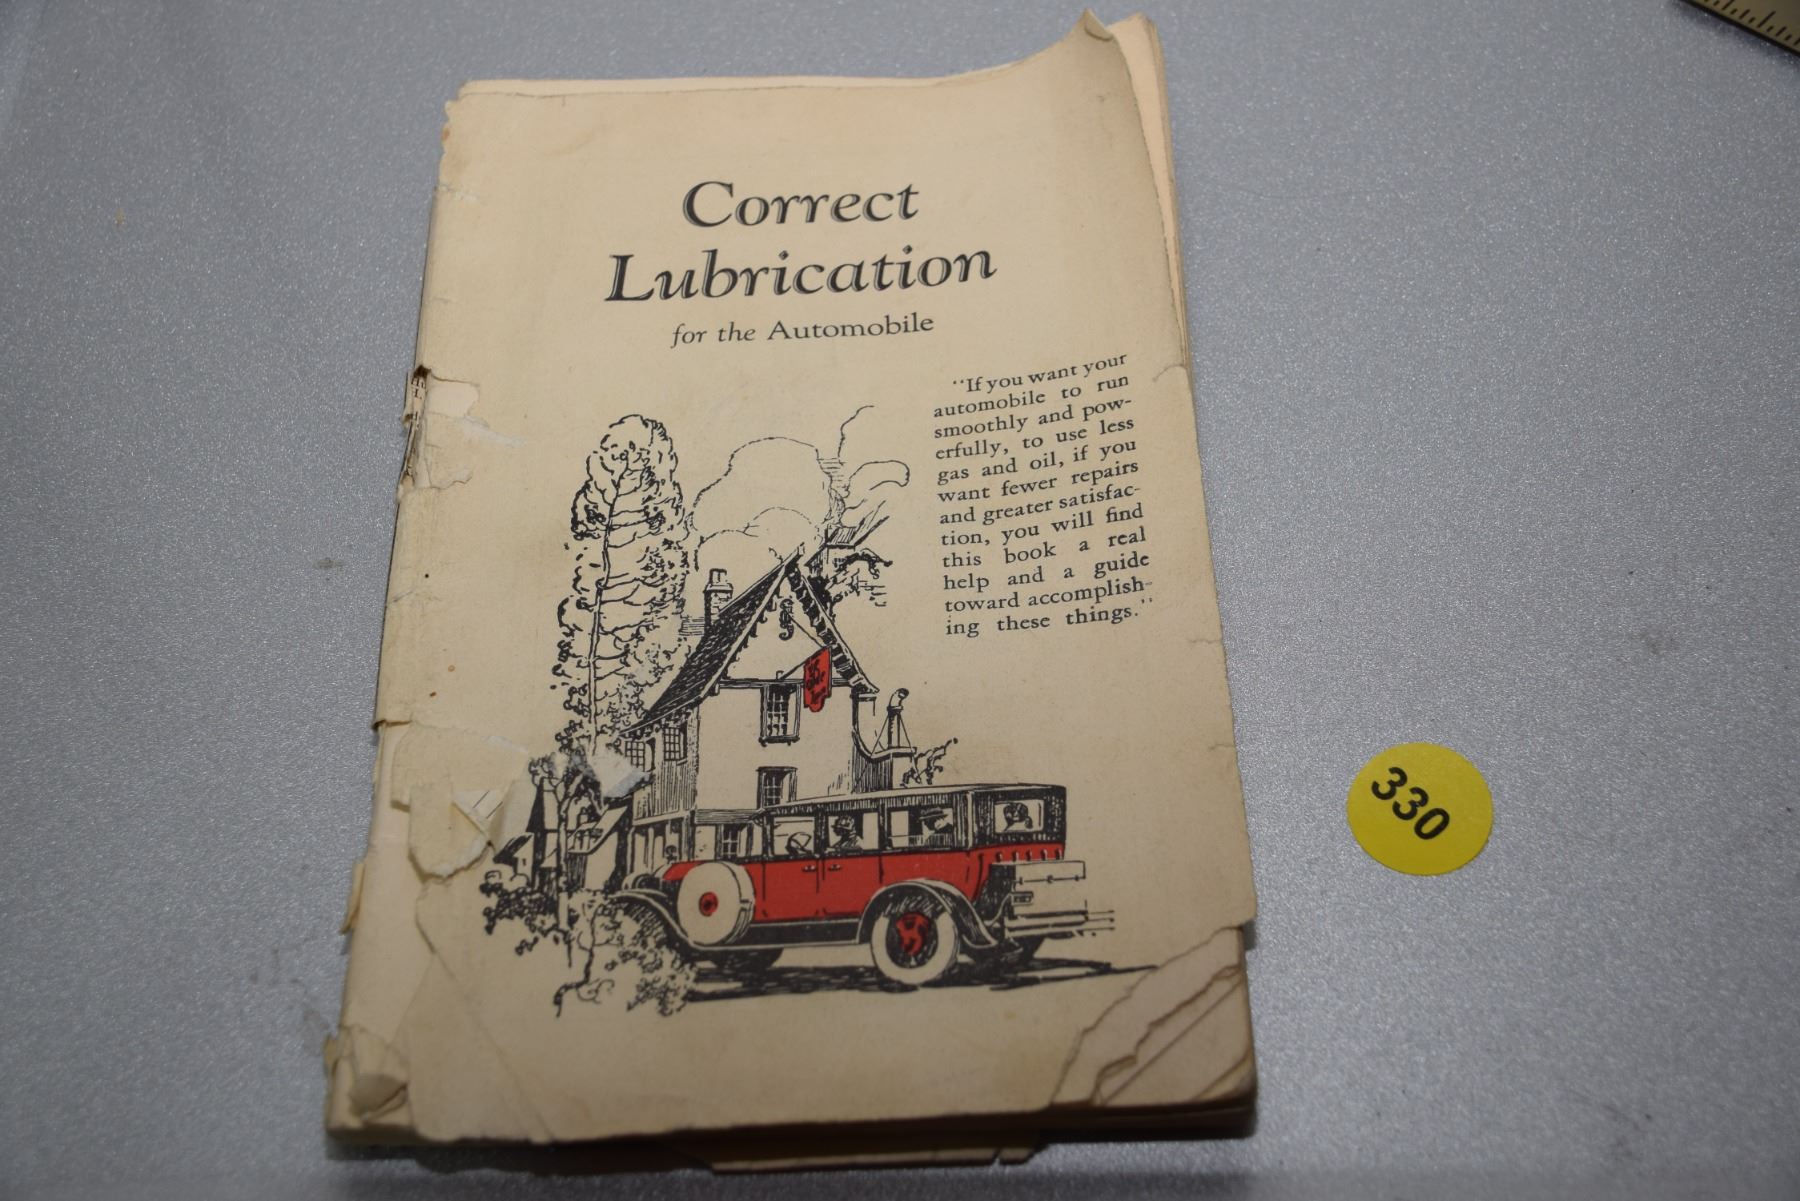 Correct
Lubrication
for the Automobile
"If you want your
automobile to run
smoothly and pow-
erfully, to use less
gas and oil, if you
want fewer repairs
and greater satisfac-
tion, you will find
this book a real
help and a guide
toward accomplish-
ing these things."
330